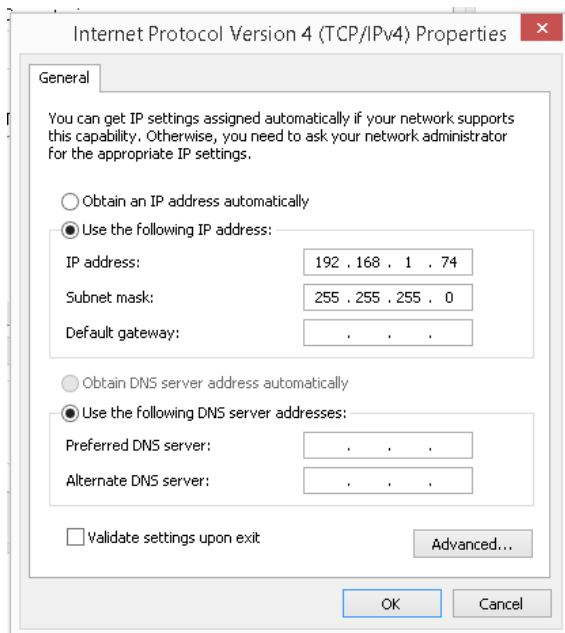 Internet Protocol Version 4 (TCP/IPv4) Properties
General
You can get IP settings assigned automatically if your network supports
this capability. Otherwise, you need to ask your network administrator
for the appropriate IP settings.
Obtain an IP address automatically
Use the following IP address:
IP address: 192 . 168 . 1 . 74
Subnet mask: 255 . 255 . 255 . 0
Default gateway: . . .
Obtain DNS server address automatically
Use the following DNS server addresses:
Preferred DNS server: . . .
Alternate DNS server: . . .
Validate settings upon exit
Advanced...
OK Cancel